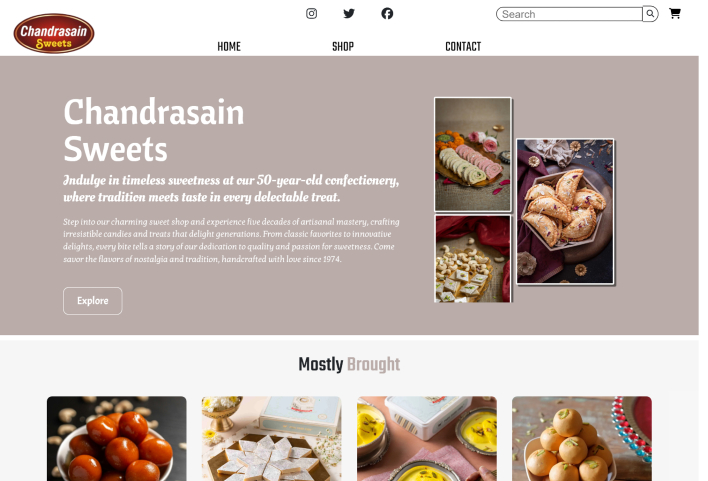 Chandrasain
Sweets
Search
HOME
SHOP
CONTACT
Chandrasain
Sweets
Indulge in timeless sweetness at our 50-year-old confectionery,
where tradition meets taste in every delectable treat.
Step into our charming sweet shop and experience five decades of artisanal mastery, crafting
irresistible candies and treats that delight generations. From classic favorites to innovative
delights, every bite tells a story of our dedication to quality and passion for sweetness. Come
savor the flavors of nostalgia and tradition, handcrafted with love since 1974.
Explore
Mostly Brought